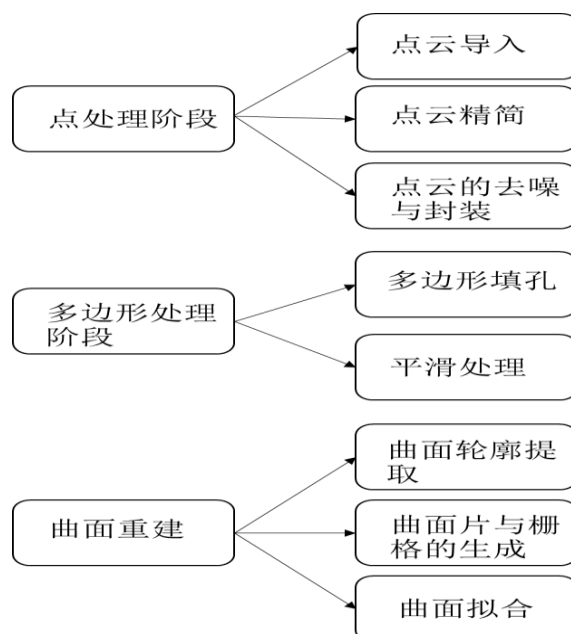 点云导入
点处理阶段
点云精简
点云的去噪
与封装
多边形填孔
多边形处理
阶段
平滑处理
曲面轮廓提
取
曲面重建
曲面片与栅
格的生成
曲面拟合